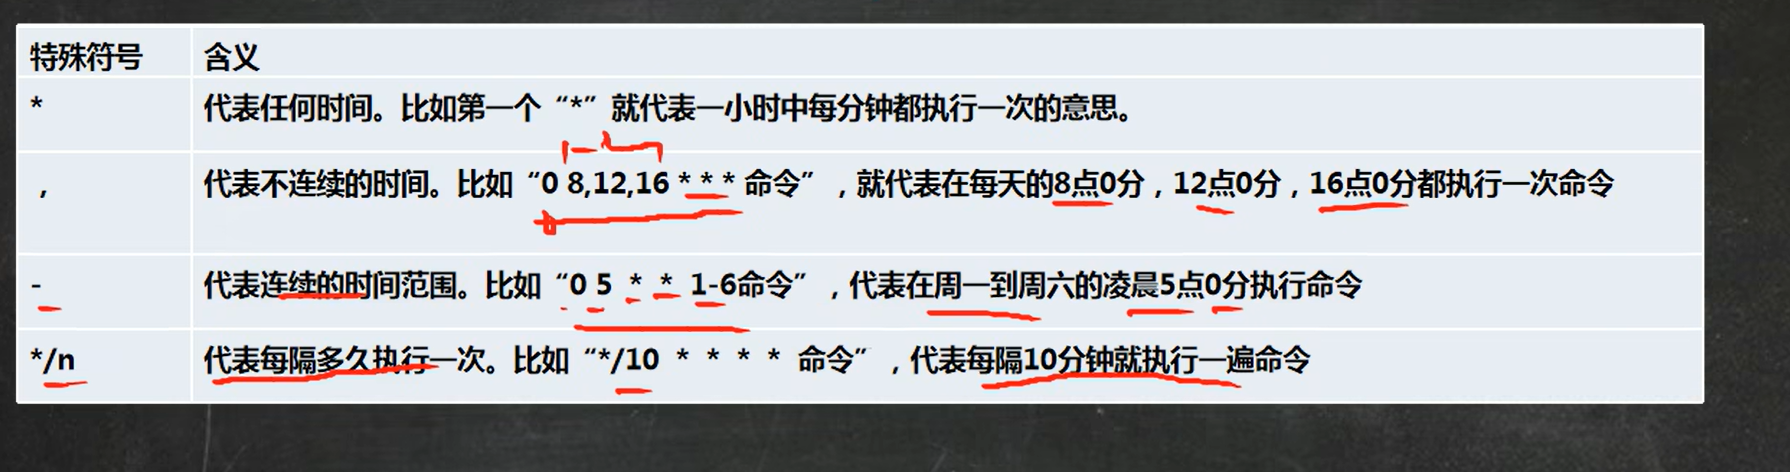 特殊符号 含义
* 代表任何时间。比如第一个“*”就代表一小时中每分钟都执行一次的意思。
, 代表不连续的时间。比如“0 8,12,16 * * * 命令”,就代表在每天的8点0分,12点0分,16点0分都执行一次命令
- 代表连续的时间范围。比如“0 5 * * 1-6命令”,代表在周一到周六的凌晨5点0分执行命令
*/n 代表每隔多久执行一次。比如“*/10 * * * * 命令”,代表每隔10分钟就执行一遍命令